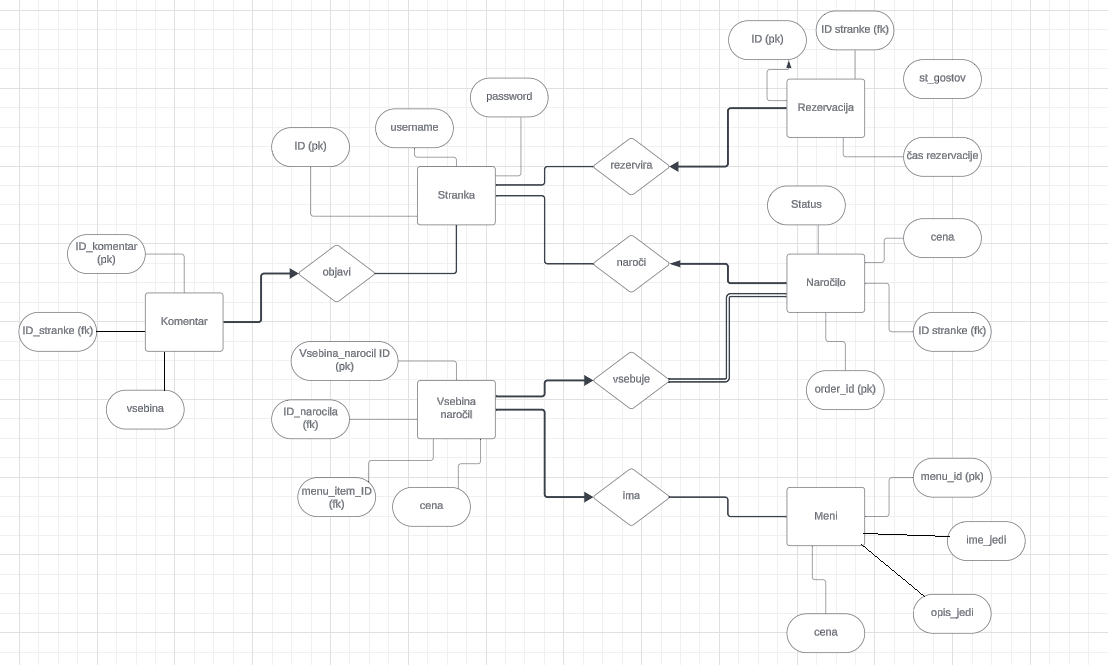 ID (pk)
ID stranke (fk)
st_gostov
password
Rezervacija
username
ID (pk)
čas rezervacije
rezervira
Stranka
Status
ID_komentar
(pk)
cena
objavi
naroči
Naročilo
Komentar
ID_stranke (fk)
ID stranke (fk)
Vsebina_narocil ID
(pk)
vsebuje
order_id (pk)
vsebina
Vsebina
naročil
ID_narocila
(fk)
menu_item_ID
(fk)
cena
ima
menu_id (pk)
Meni
ime_jedi
opis_jedi
cena